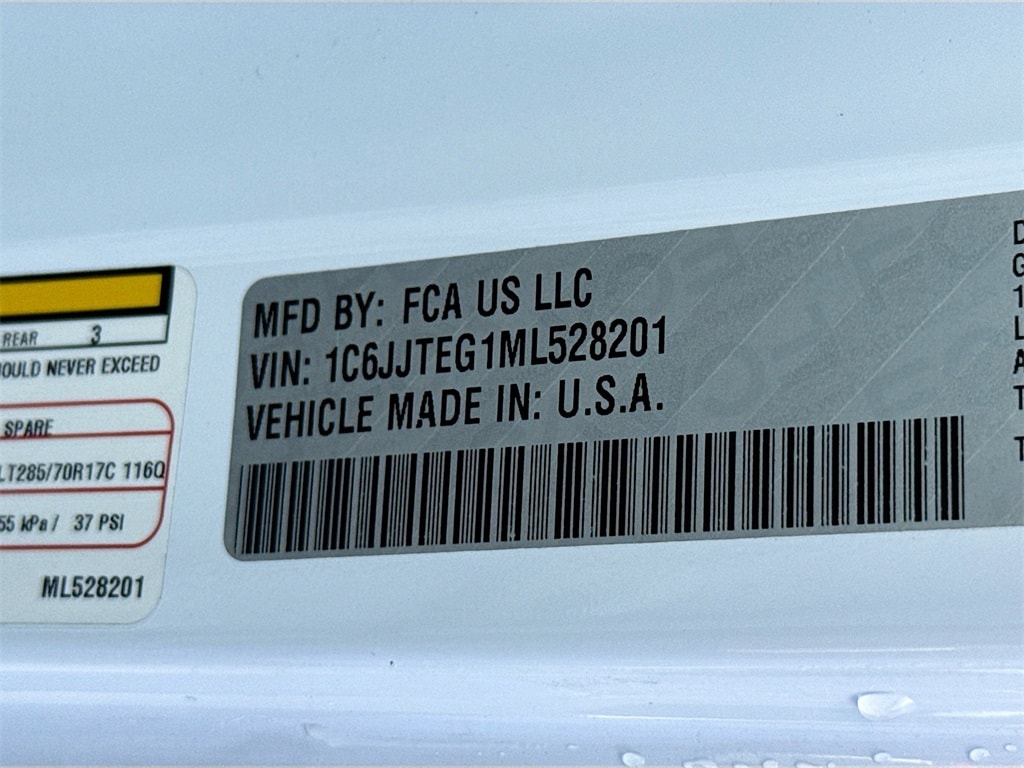 REAR 3
OULD NEVER EXCEED
SPARE
LT285/70R17C 116Q
55 kPa / 37 PSI
ML528201
MFD BY: FCA US LLC
VIN: 1C6JJTEG1ML528201
VEHICLE MADE IN: U.S.A.
D
G
1
L
A
T
T